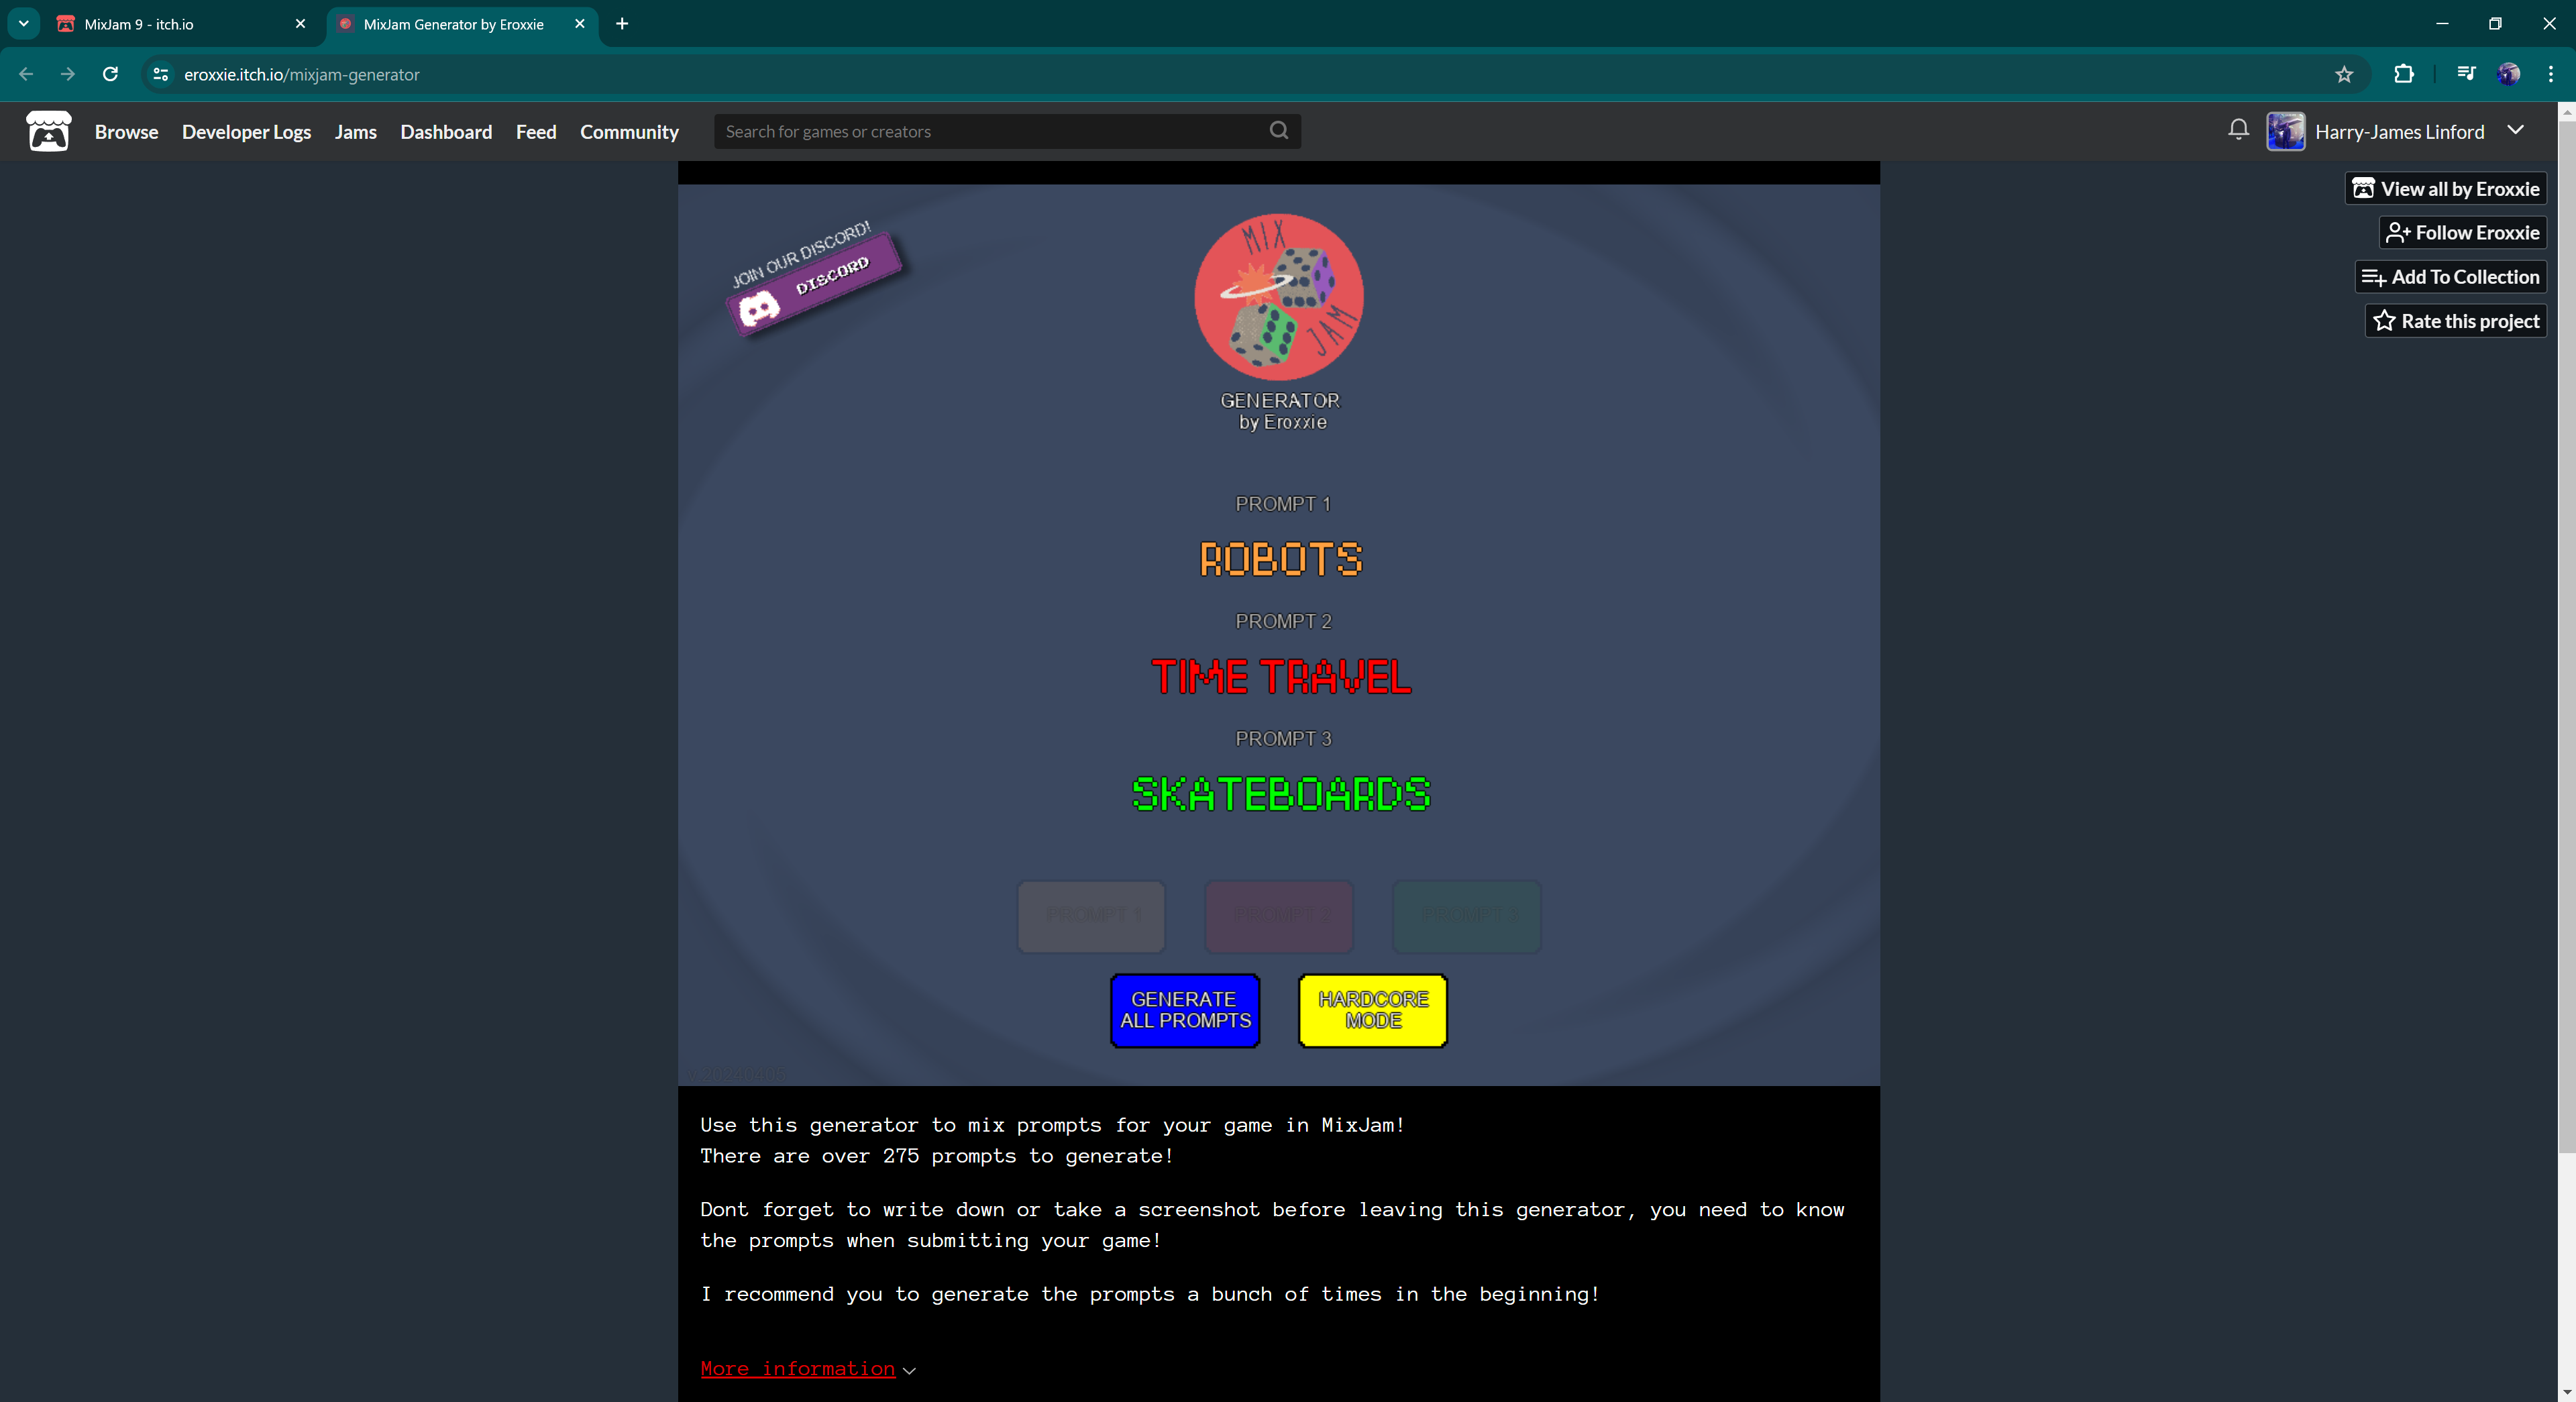 MixJam 9 - itch.io
MixJam Generator by Eroxxie
eroxxie.itch.io/mixjam-generator
Browse Developer Logs Jams Dashboard Feed Community
Search for games or creators
Harry-James Linford
View all by Eroxxie
Follow Eroxxie
Add To Collection
Rate this project
JOIN OUR DISCORD!
DISCORD
MIX
JAM
GENERATOR
by Eroxxie
PROMPT 1
ROBOTS
PROMPT 2
TIME TRAVEL
PROMPT 3
SKATEBOARDS
PROMPT 1 PROMPT 2 PROMPT 3
GENERATE
ALL PROMPTS
HARDCORE
MODE
Use this generator to mix prompts for your game in MixJam!
There are over 275 prompts to generate!
Dont forget to write down or take a screenshot before leaving this generator, you need to know
the prompts when submitting your game!
I recommend you to generate the prompts a bunch of times in the beginning!
More information